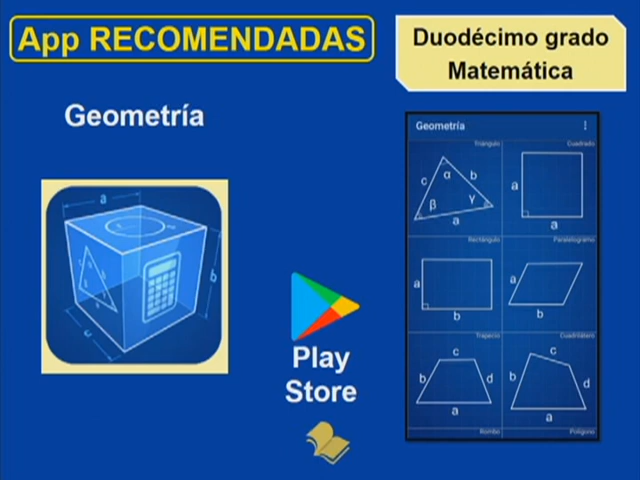 App RECOMENDADAS
Duodécimo grado
Matemática
Geometría
a
b
c
Play
Store
Geometría
Triángulo
Cuadrado
c
α
b
β
γ
a
a
a
Rectángulo
Paralelogramo
a
b
a
b
Trapecio
Cuadrilátero
c
b
d
a
c
b
d
a
Rombo
Polígono